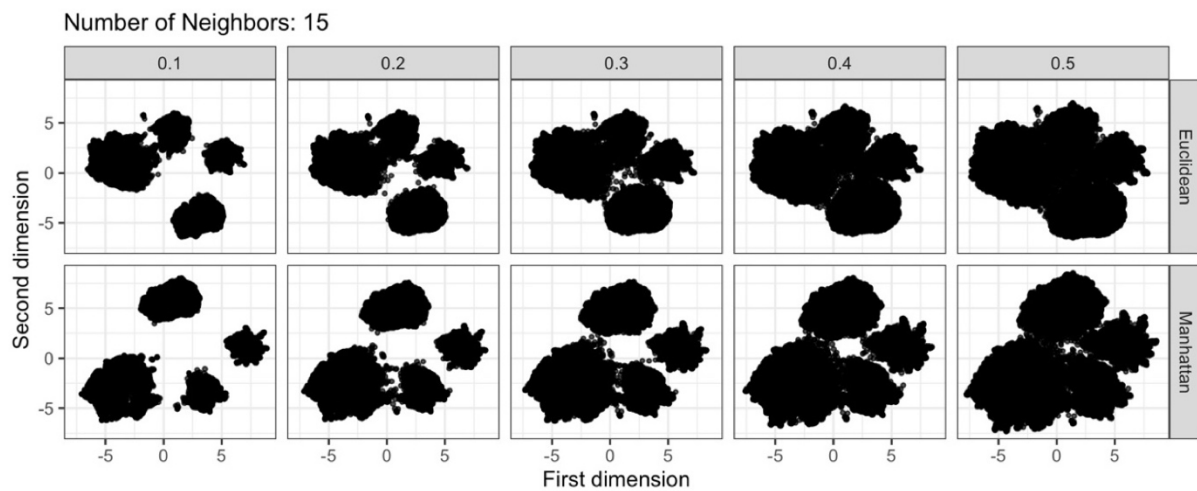 Number of Neighbors: 15
0.1 0.2 0.3 0.4 0.5
5
0
-5
Euclidean
Second dimension
5
0
-5
Manhattan
-5 0 5 -5 0 5 -5 0 5 -5 0 5 -5 0 5
First dimension